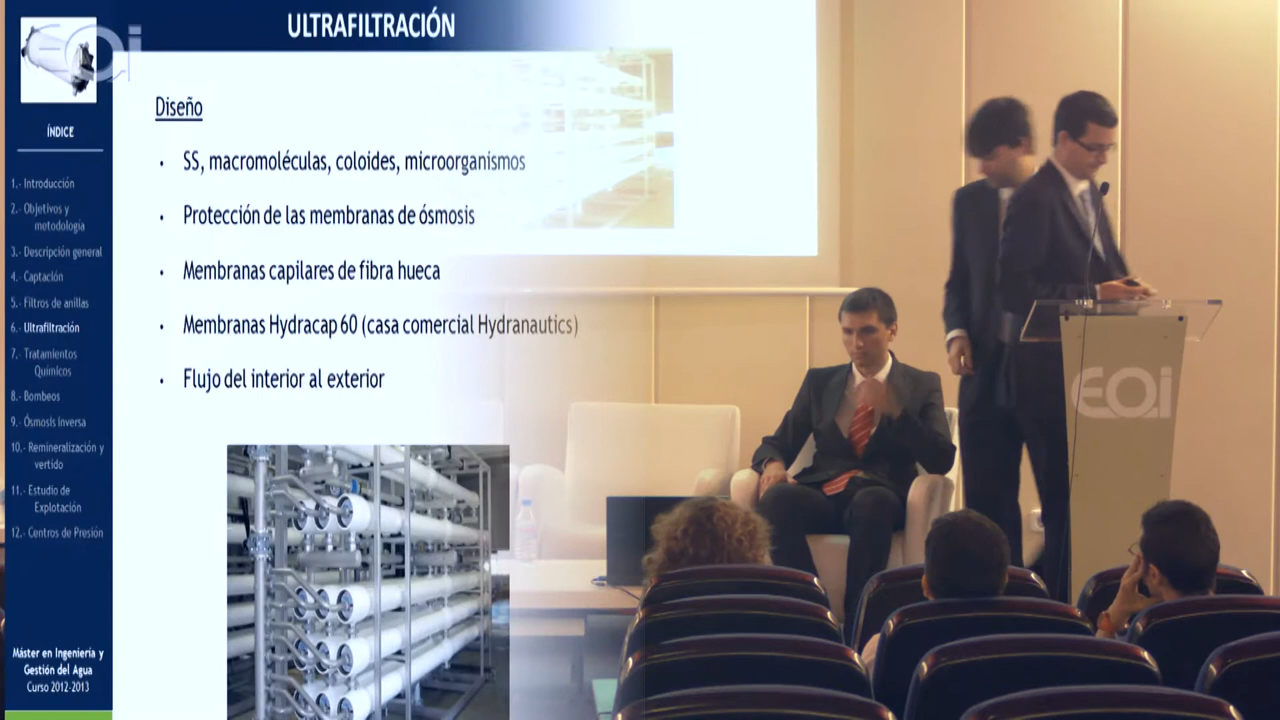 ULTRAFILTRACIÓN
EOi
ÍNDICE
1.- Introducción
2.- Objetivos y
metodología
3.- Descripción general
4.- Captación
5.- Filtros de anillas
6.- Ultrafiltración
7.- Tratamientos
Químicos
8.- Bombeos
9.- Ósmosis Inversa
10.- Remineralización y
vertido
11.- Estudio de
Explotación
12.- Centros de Presión
Máster en Ingeniería y
Gestión del Agua
Curso 2012-2013
Diseño
• SS, macromoléculas, coloides, microorganismos
• Protección de las membranas de ósmosis
• Membranas capilares de fibra hueca
• Membranas Hydracap 60 (casa comercial Hydranautics)
• Flujo del interior al exterior
EOi